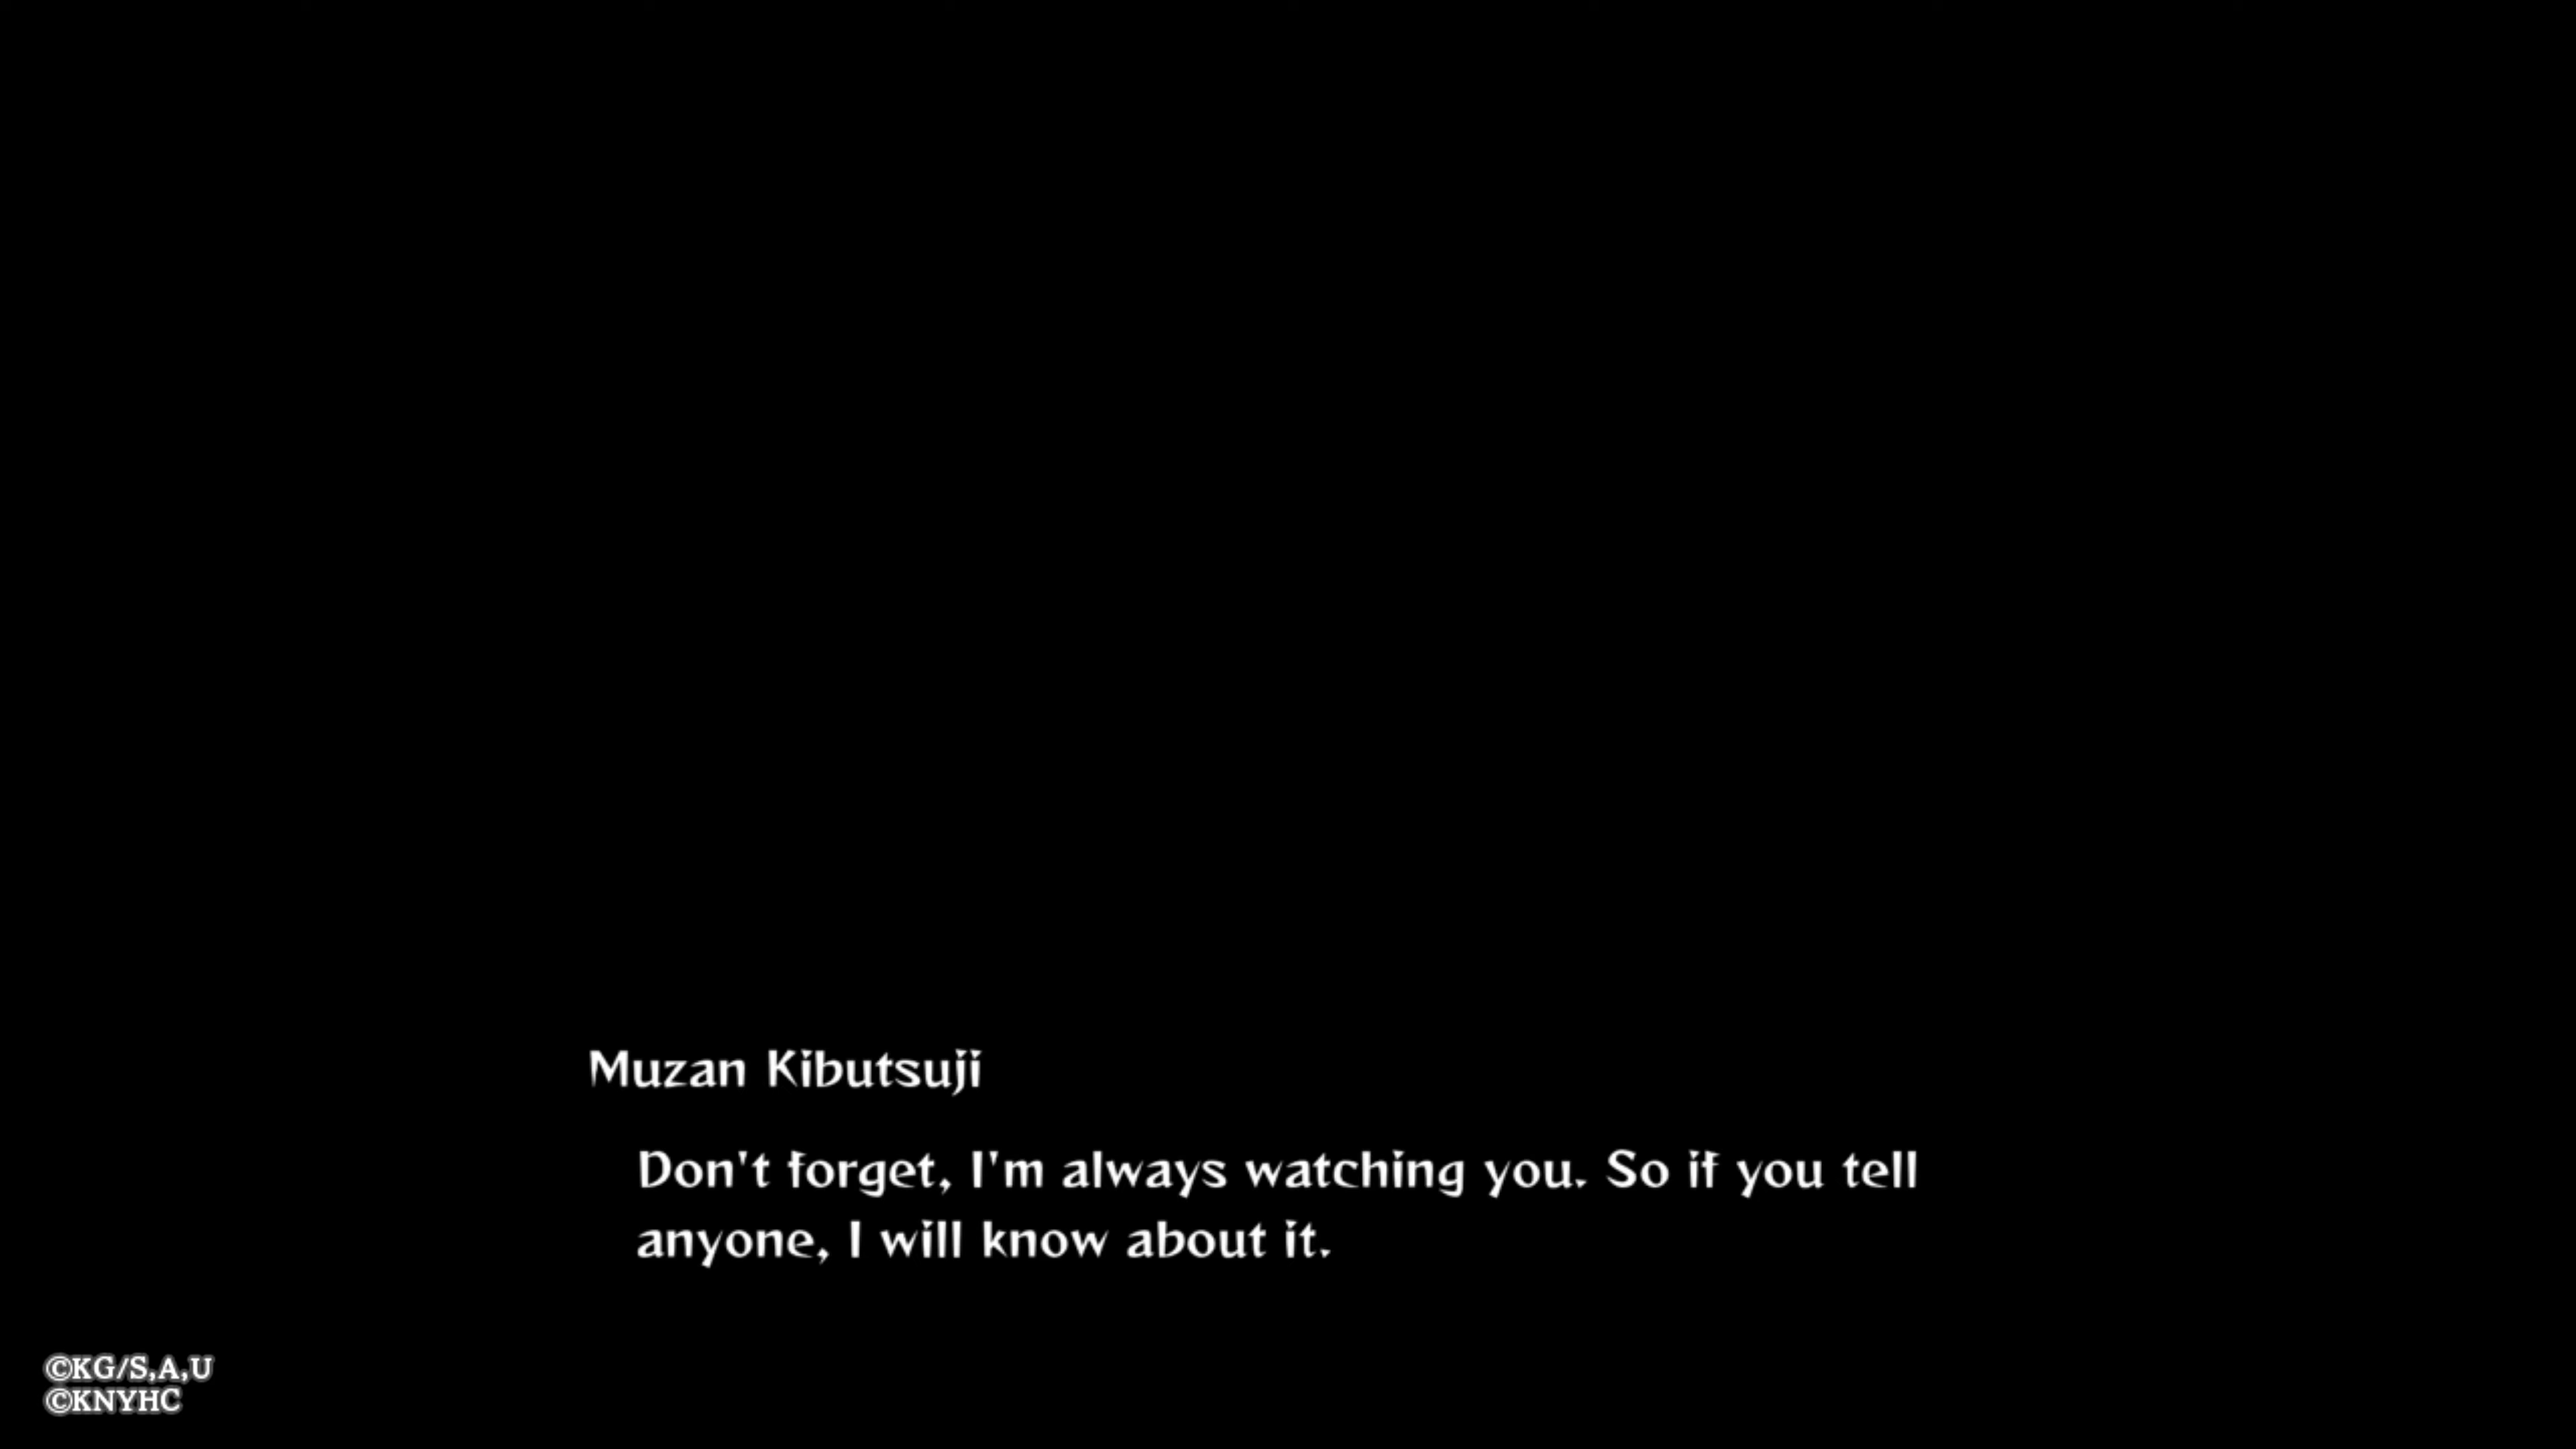 Muzan Kibutsuji
Don't forget, I'm always watching you. So if you tell
anyone, I will know about it.
©KG/S,A,U
©KNYHC